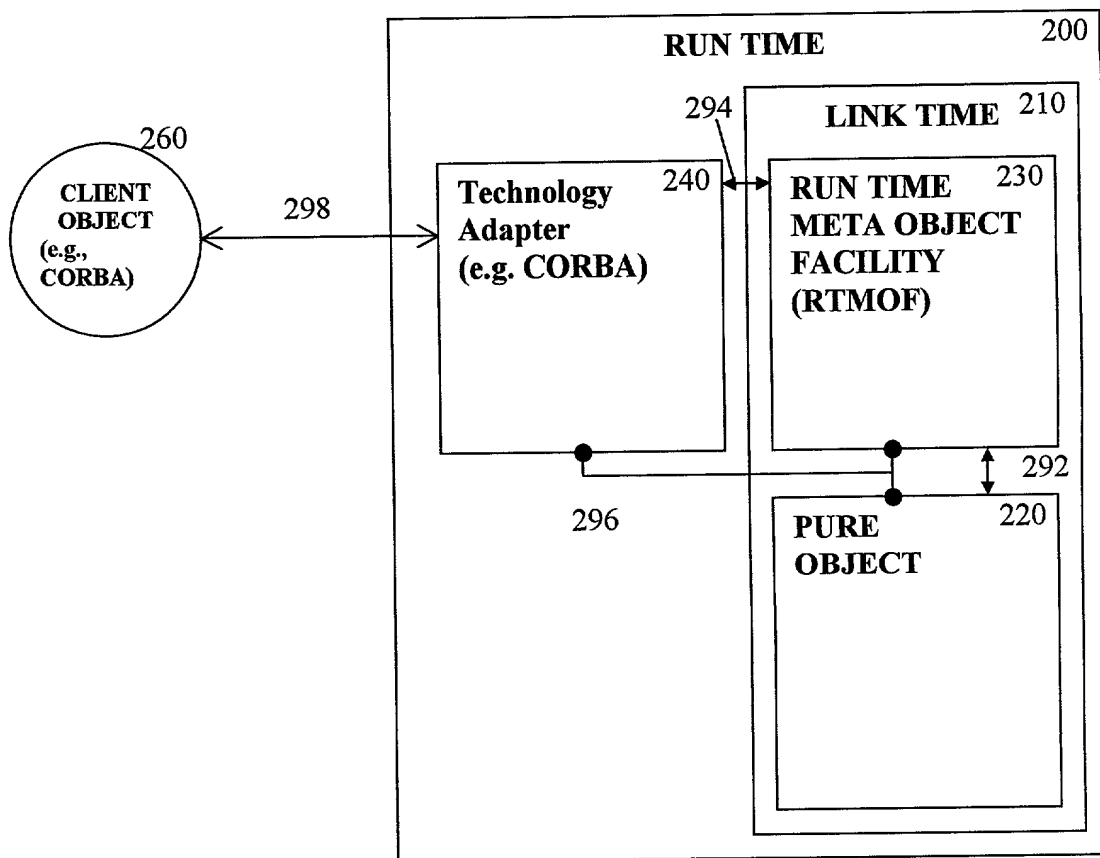 RUN TIME 200
294
LINK TIME 210
260
CLIENT
OBJECT
(e.g.,
CORBA)
298
Technology 240
Adapter
(e.g. CORBA)
RUN TIME 230
META OBJECT
FACILITY
(RTMOF)
292
296
PURE 220
OBJECT